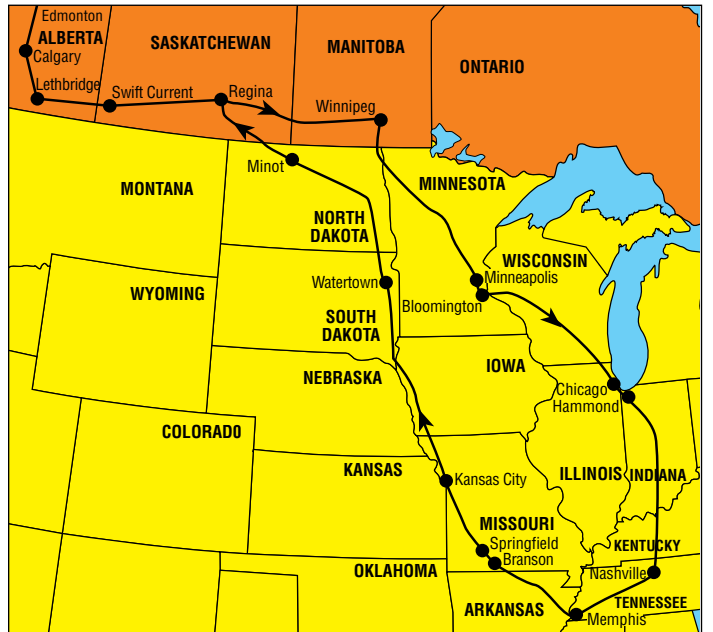 Edmonton
ALBERTA
Calgary
SASKATCHEWAN
MANITOBA
ONTARIO
Lethbridge
Swift Current
Regina
Winnipeg
Minot
MONTANA
MINNESOTA
NORTH
DAKOTA
WISCONSIN
Minneapolis
Watertown
WYOMING
Bloomington
SOUTH
DAKOTA
IOWA
NEBRASKA
Chicago
Hammond
COLORADO
KANSAS
Kansas City
ILLINOIS
INDIANA
MISSOURI
Springfield
Branson
KENTUCKY
OKLAHOMA
Nashville
ARKANSAS
TENNESSEE
Memphis